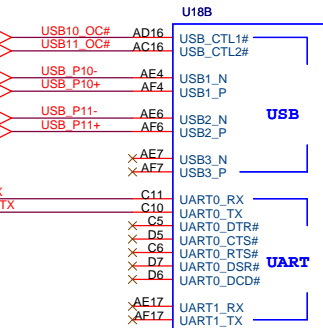 U18B
USB10_OC# AD16 USB_CTL1#
USB11_OC# AC16 USB_CTL2#
USB_P10- AE4 USB1_N
USB_P10+ AF4 USB1_P
USB_P11- AE6 USB2_N
USB_P11+ AF6 USB2_P
USB
AE7 USB3_N
AF7 USB3_P
X C11 UART0_RX
TX C10 UART0_TX
C5 UART0_DTR#
D5 UART0_CTS#
C6 UART0_RTS#
D7 UART0_DSR#
D6 UART0_DCD#
UART
AE17 UART1_RX
AF17 UART1_TX